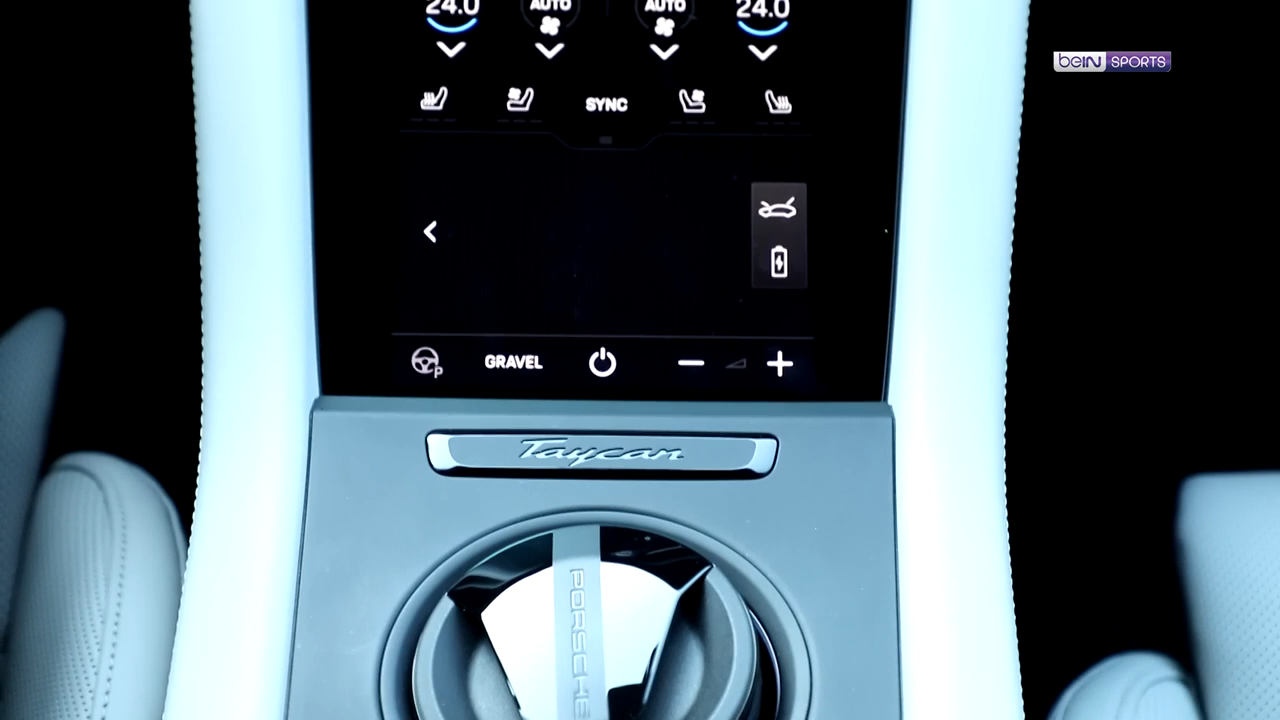 24.0 AUTO AUTO 24.0
beIN SPORTS
SYNC
GRAVEL
P
Taycan
PORSCHE